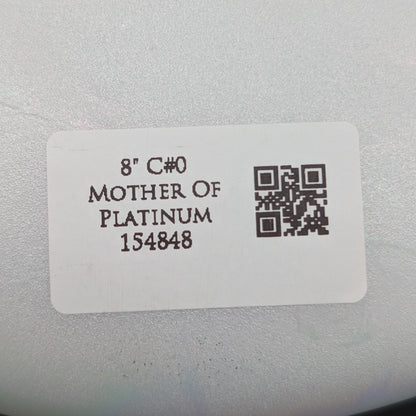 8" C#0
MOTHER OF
PLATINUM
154848